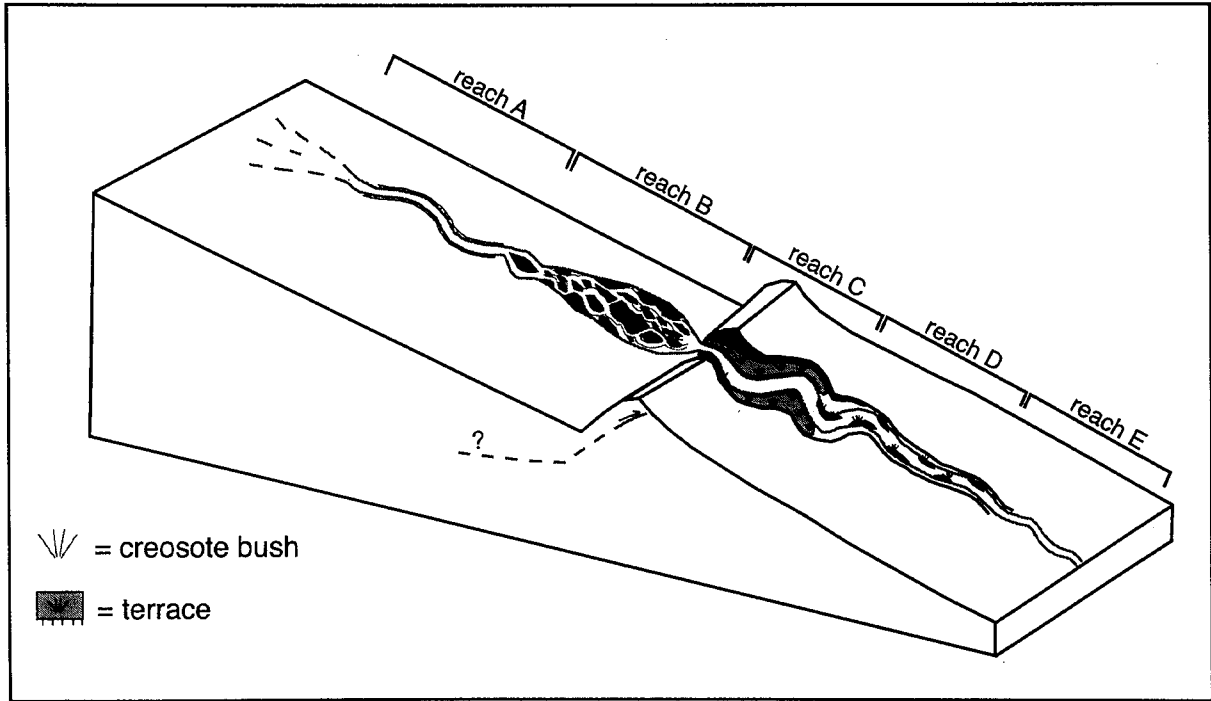 reach A
reach B
reach C
reach D
reach E
?
= creosote bush
= terrace